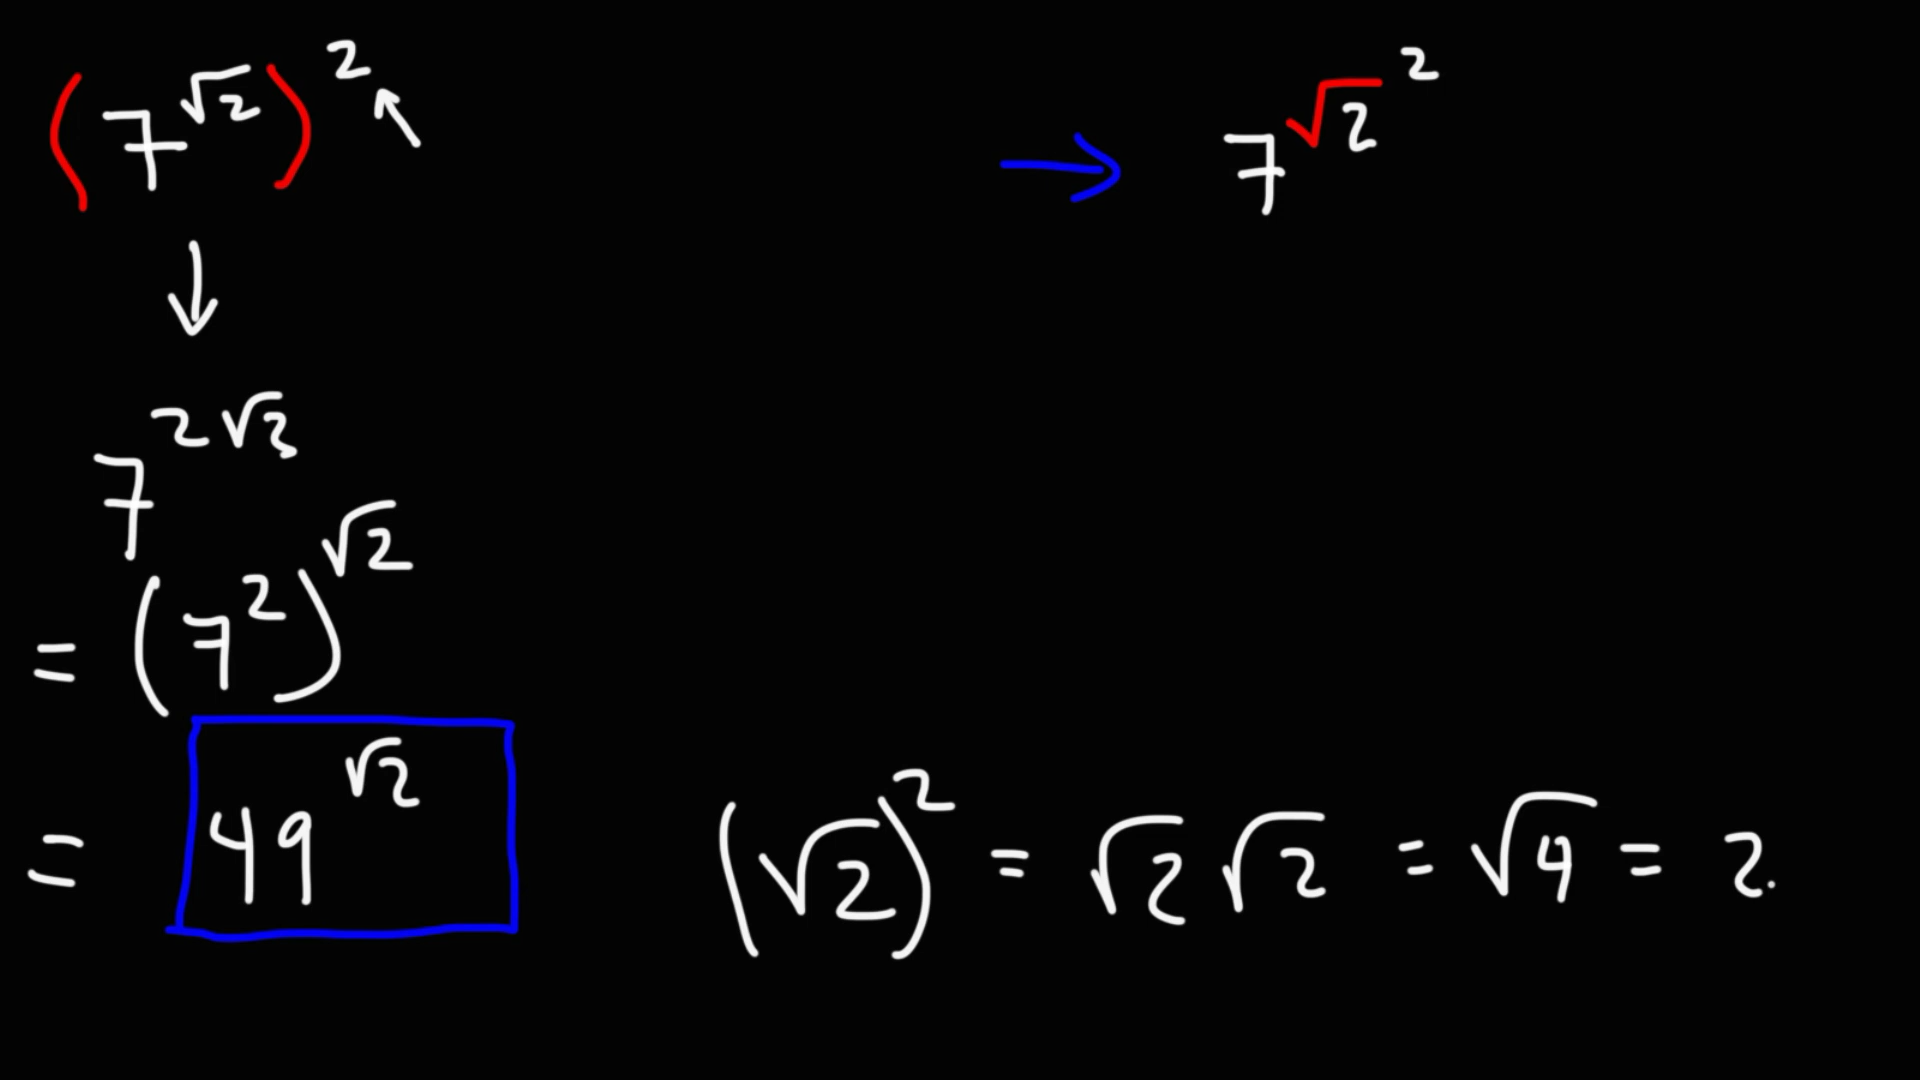 (7^√2)^2 → 7^√2^2
↓
7^2√2
= (7^2)^√2
= 49^√2
(√2)^2 = √2 √2 = √4 = 2.